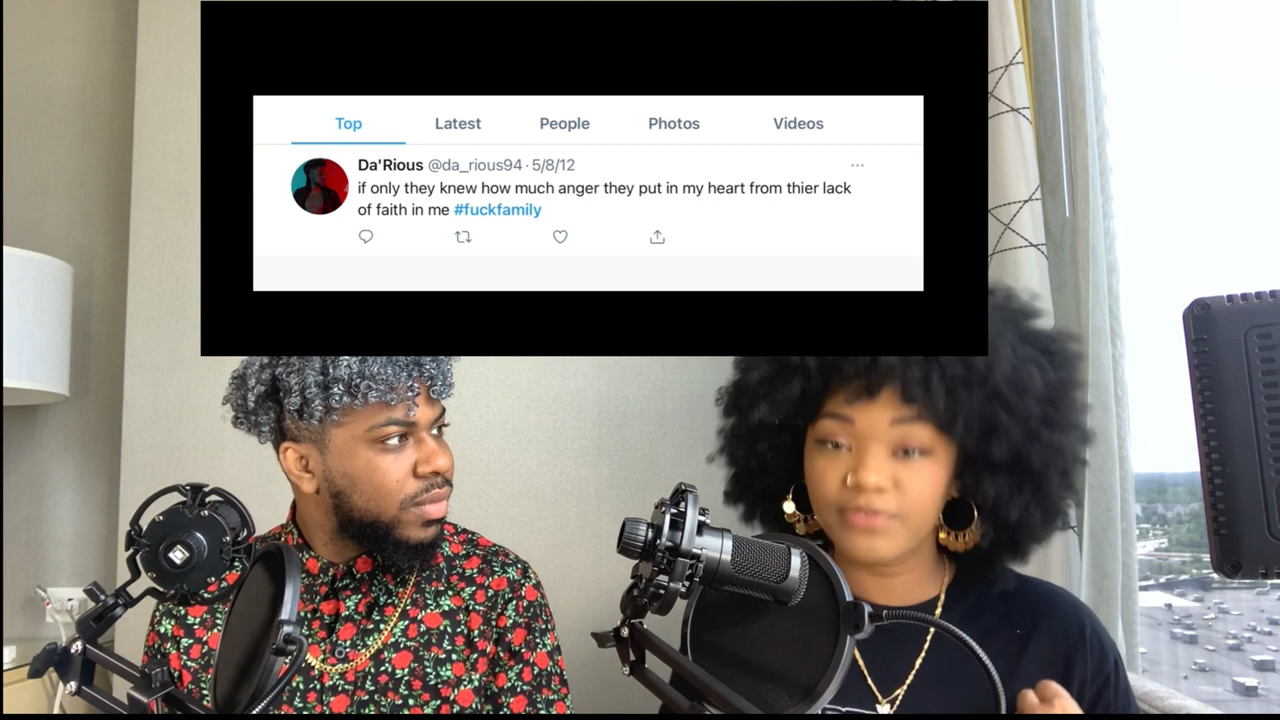 Top Latest People Photos Videos
Da'Rious @da_rious94 · 5/8/12
if only they knew how much anger they put in my heart from thier lack
of faith in me #fuckfamily